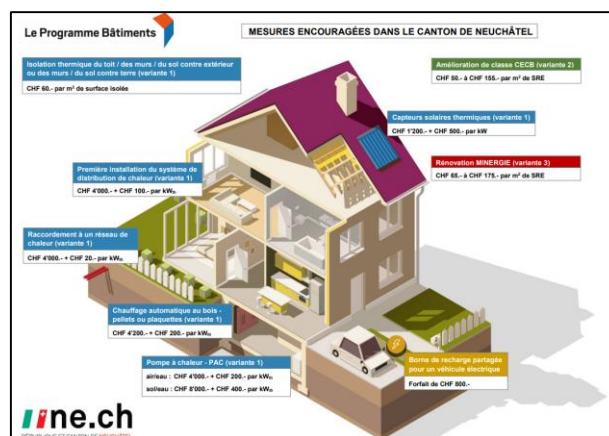 Le Programme Bâtiments
MESURES ENCOURAGÉES DANS LE CANTON DE NEUCHÂTEL
Isolation thermique du toit / des murs / du sol contre extérieur
ou des murs / du sol contre terre (variante 1)
CHF 60.- par m² de surface isolée
Amélioration de classe CECB (variante 2)
CHF 50.- à CHF 155.- par m² de SRE
Capteurs solaires thermiques (variante 1)
CHF 1'200.- + CHF 500.- par kW
Première installation du système de
distribution de chaleur (variante 1)
CHF 4'000.- + CHF 100.- par kWth
Rénovation MINERGIE (variante 3)
CHF 65.- à CHF 175.- par m² de SRE
Raccordement à un réseau de
chaleur (variante 1)
CHF 4'000.- + CHF 20.- par kWth
Chauffage automatique au bois -
pellets ou plaquettes (variante 1)
CHF 4'200.- + CHF 200.- par kWth
Pompe à chaleur - PAC (variante 1)
air/eau : CHF 4'000.- + CHF 200.- par kWth
sol/eau : CHF 8'000.- + CHF 400.- par kWth
Borne de recharge partagée
pour un véhicule électrique
Forfait de CHF 800.-
ne.ch
RÉPUBLIQUE ET CANTON DE NEUCHÂTEL